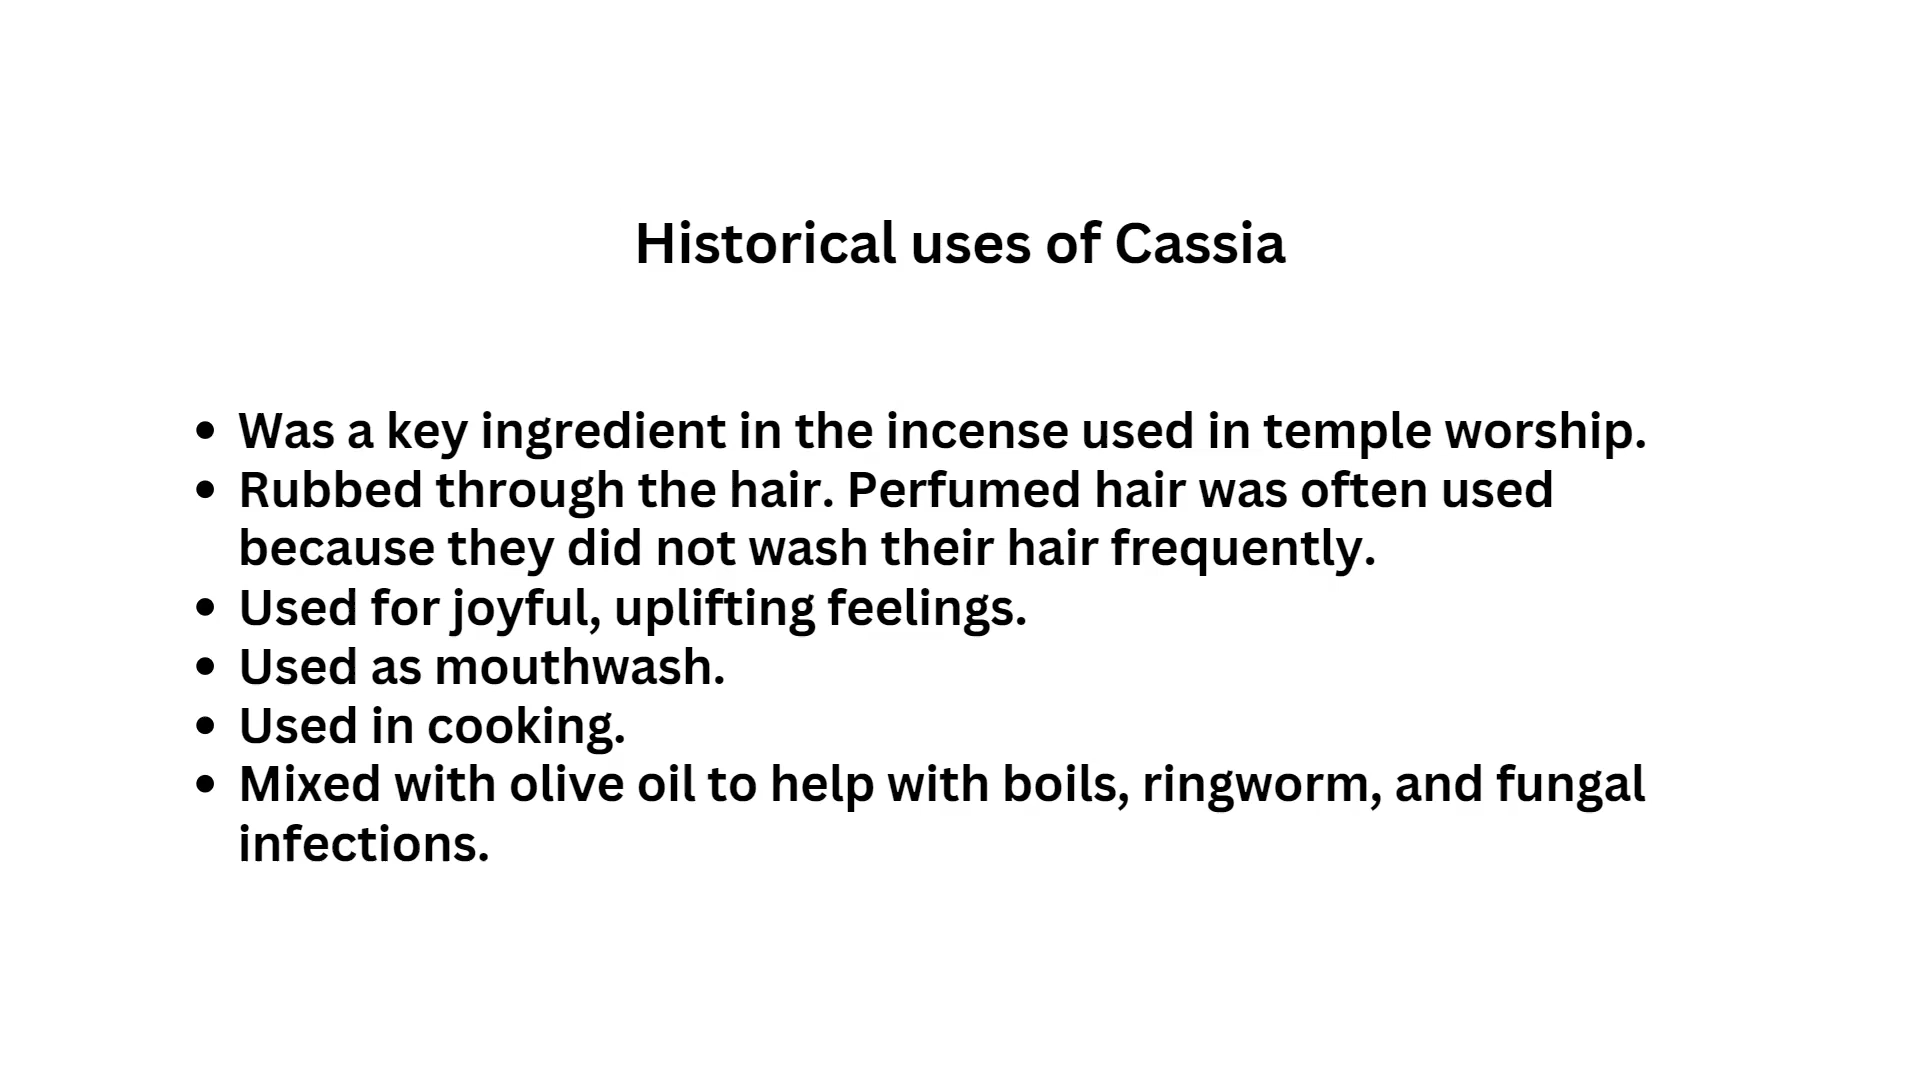 Historical uses of Cassia
• Was a key ingredient in the incense used in temple worship.
• Rubbed through the hair. Perfumed hair was often used
because they did not wash their hair frequently.
• Used for joyful, uplifting feelings.
• Used as mouthwash.
• Used in cooking.
• Mixed with olive oil to help with boils, ringworm, and fungal
infections.